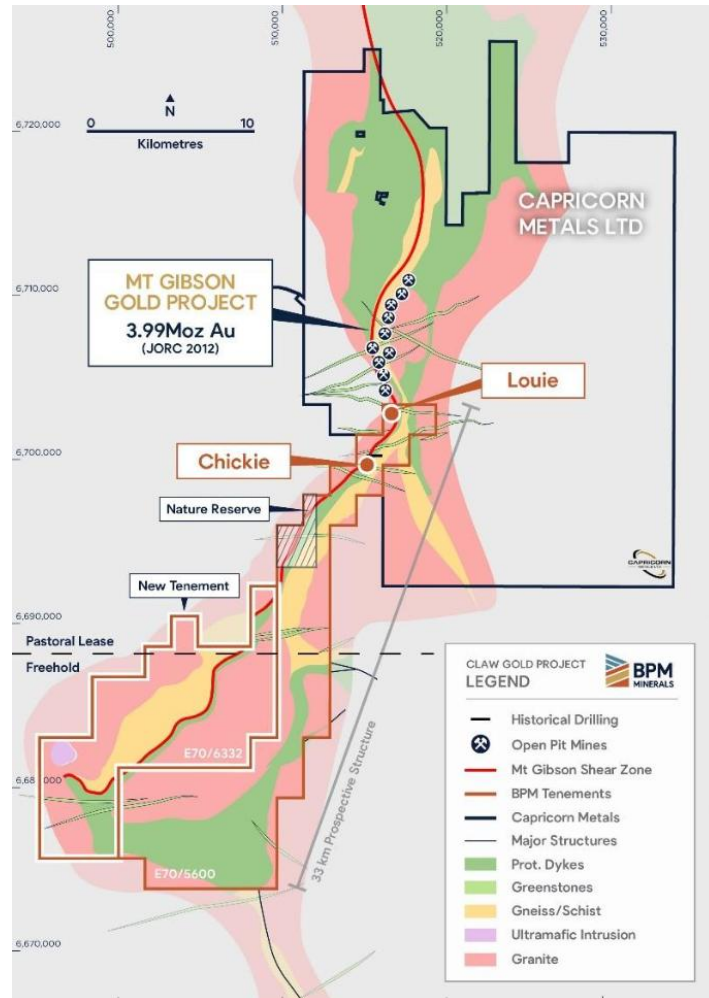 500,000
510,000
520,000
530,000
6,720,000
N
0
10
Kilometres
CAPRICORN
METALS LTD
6,710,000
MT GIBSON
GOLD PROJECT
3.99Moz Au
(JORC 2012)
Louie
6,700,000
Chickie
Nature Reserve
New Tenement
CAPRICORN
6,690,000
Pastoral Lease
Freehold
E70/6332
6,68 ,000
33 km Prospective Structure
E70/5600
6,670,000
CLAW GOLD PROJECT
LEGEND
BPM
MINERALS
Historical Drilling
Open Pit Mines
Mt Gibson Shear Zone
BPM Tenements
Capricorn Metals
Major Structures
Prot. Dykes
Greenstones
Gneiss/Schist
Ultramafic Intrusion
Granite